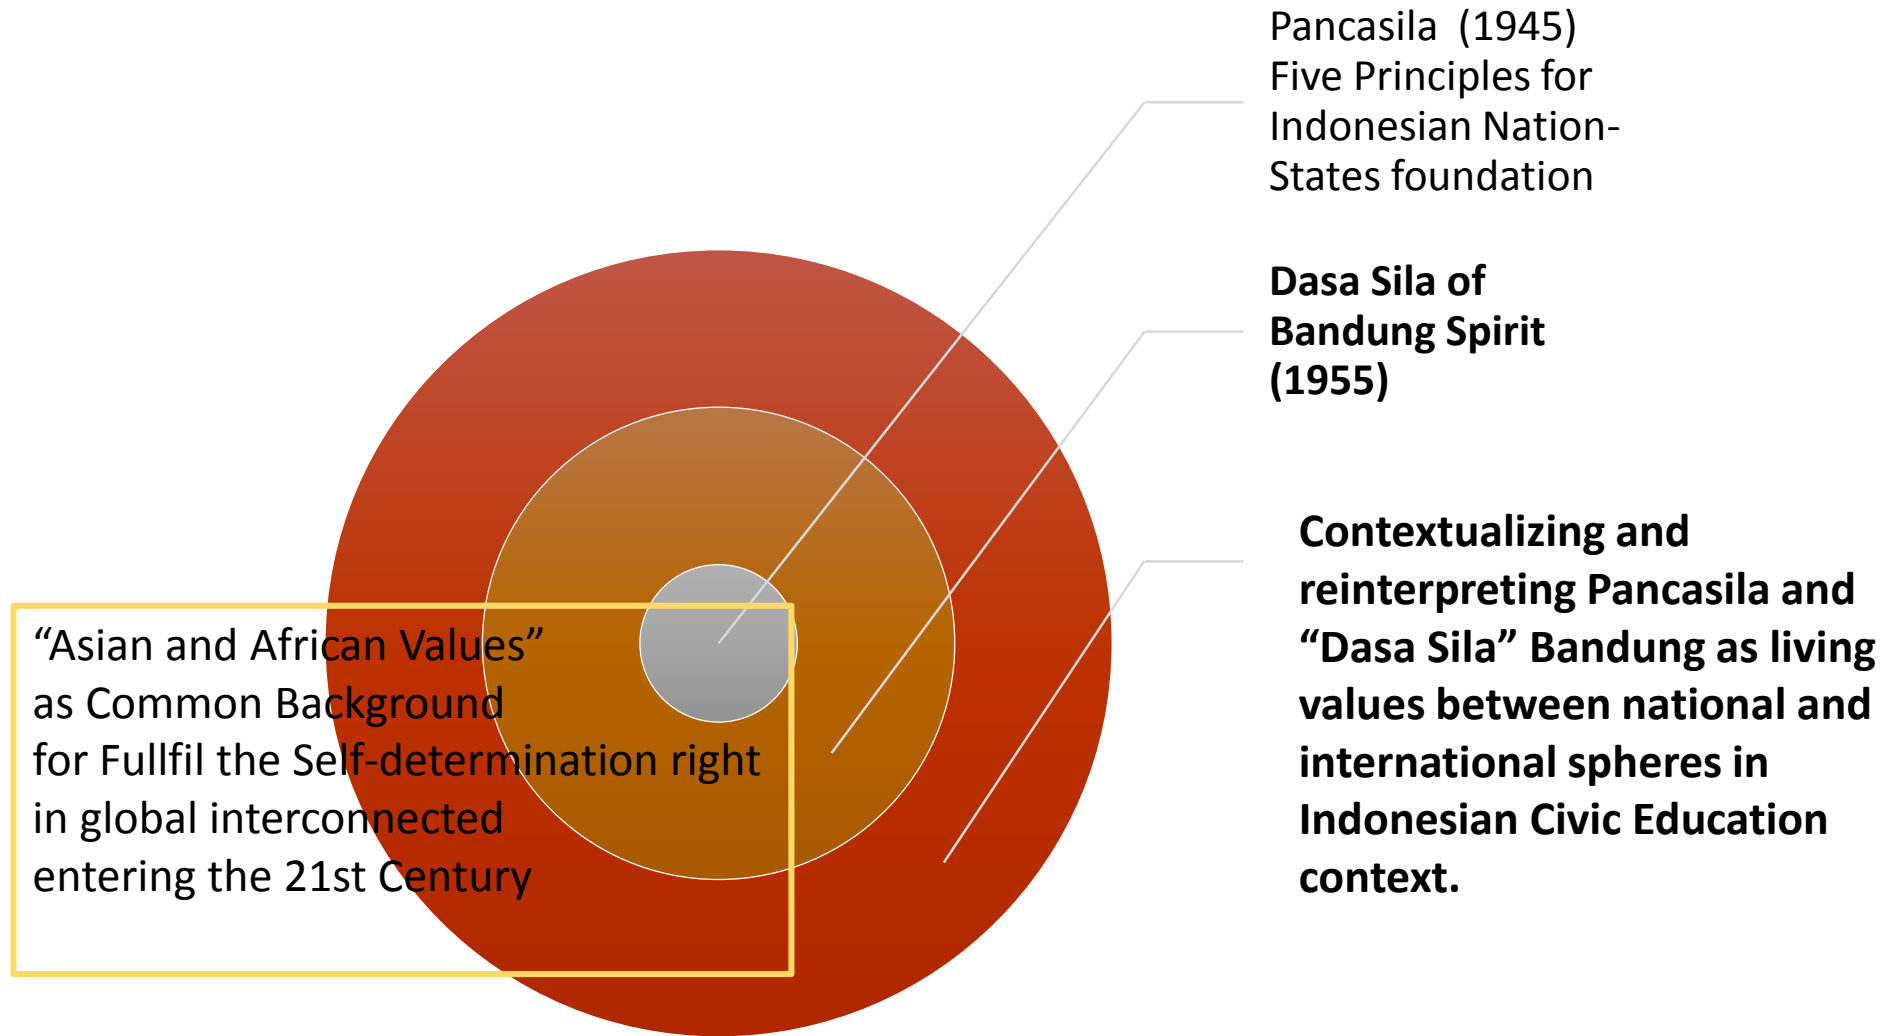 Pancasila  (1945)
Five Principles for
Indonesian Nation-
States foundation
Dasa Sila of
Bandung Spirit
(1955)
Contextualizing and
reinterpreting Pancasila and
“Dasa Sila” Bandung as living
values between national and
international spheres in
Indonesian Civic Education
context.
“Asian and African Values”
as Common Background
for Fullfil the Self-determination right
in global interconnected
entering the 21st Century